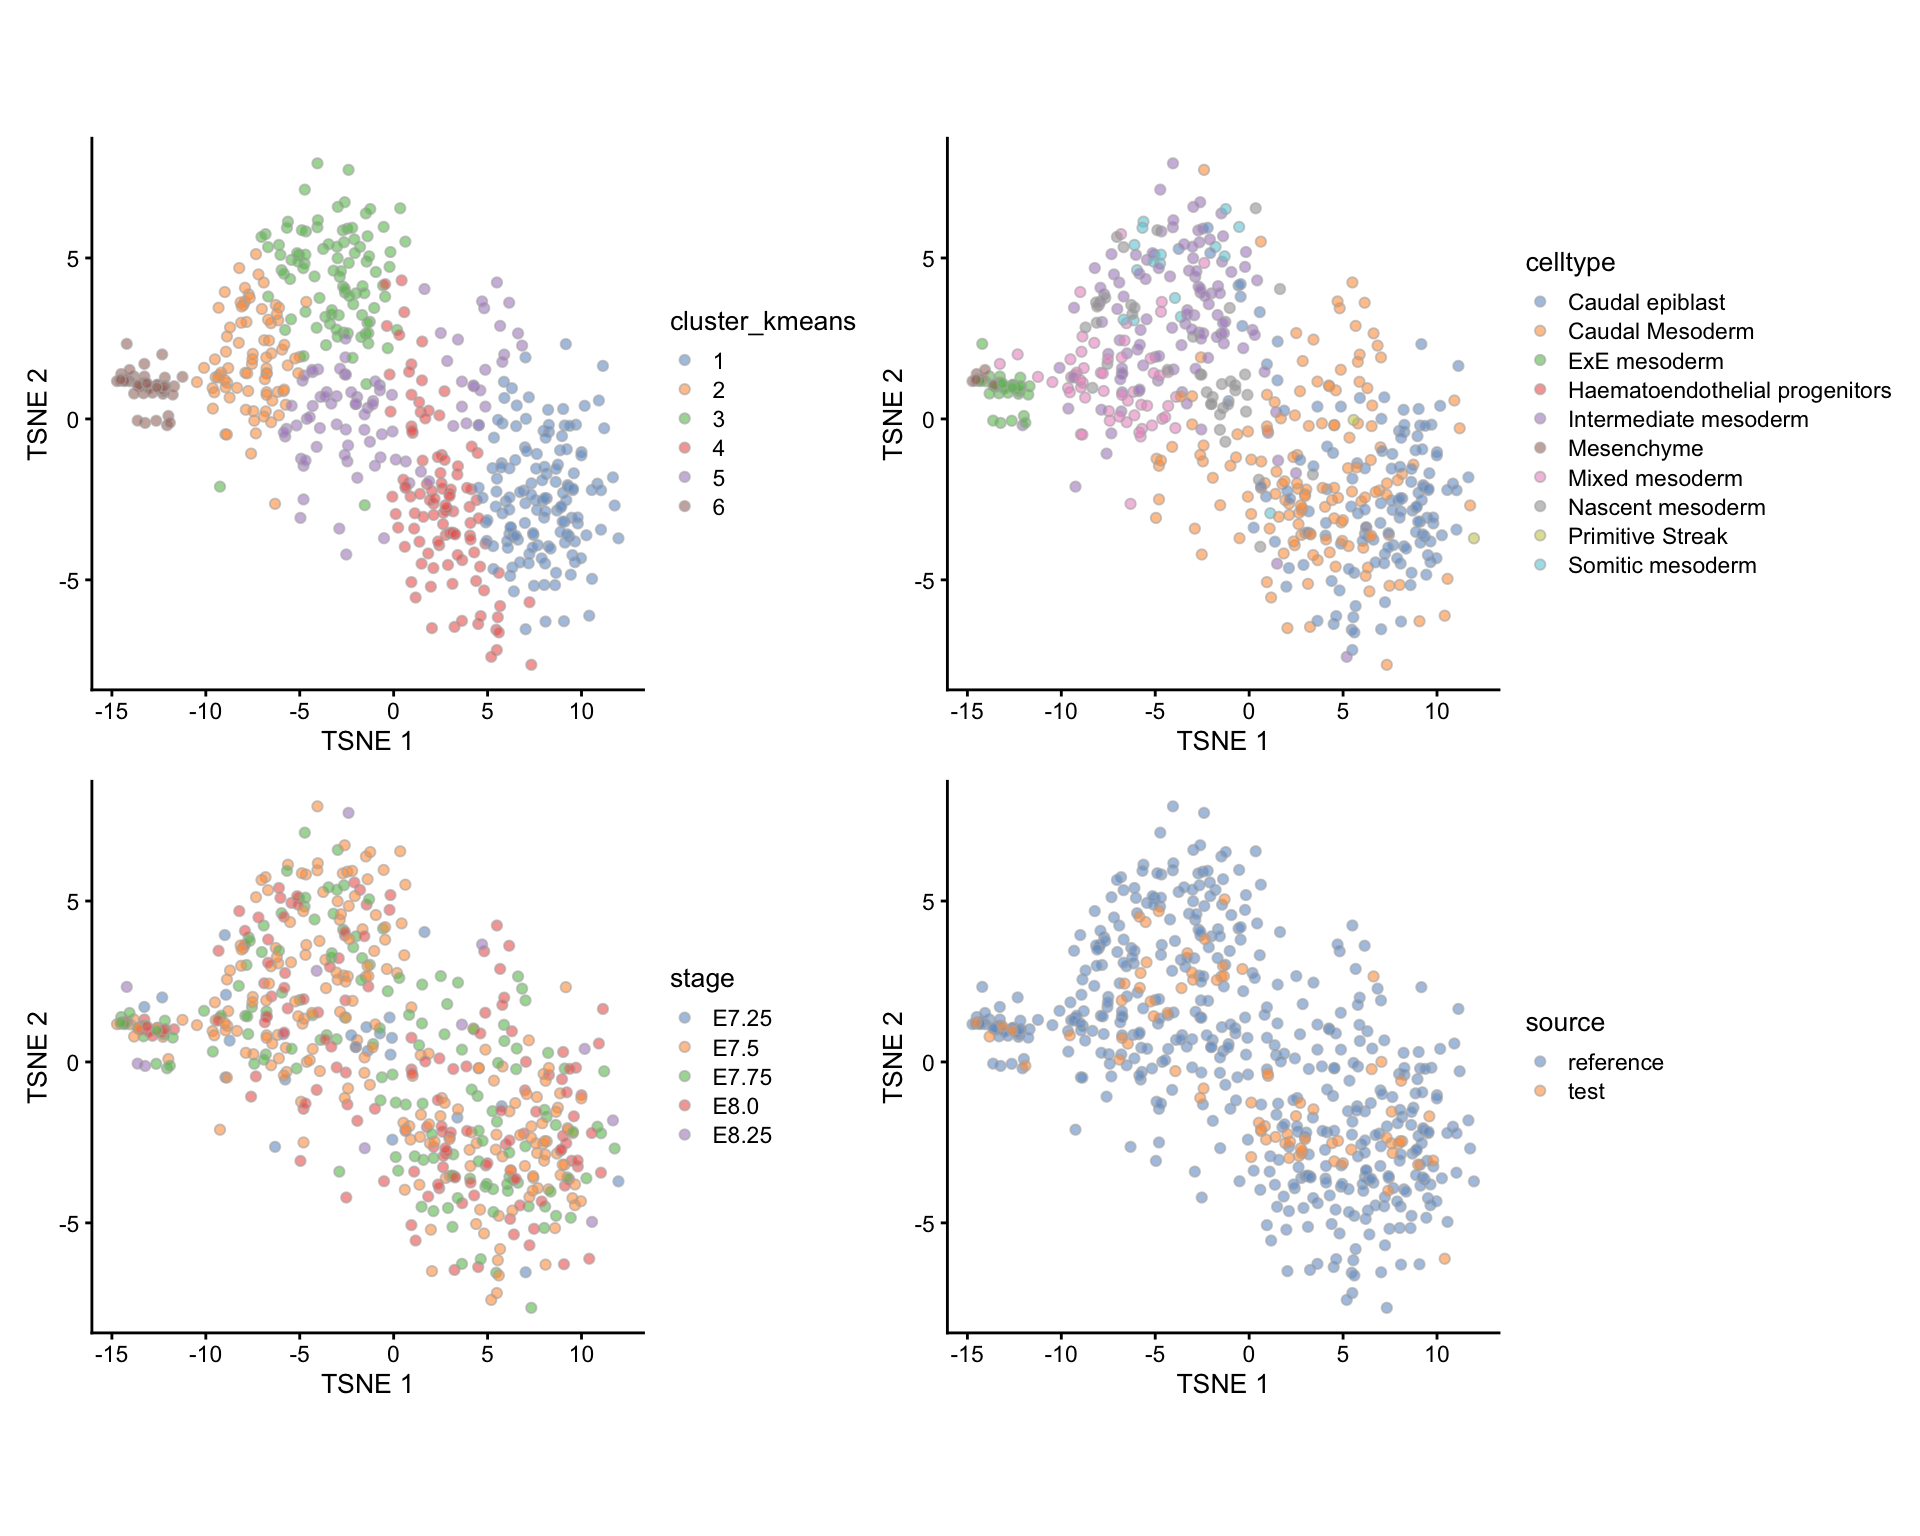 5
0
-5
TSNE 2
-15 -10 -5 0 5 10
TSNE 1
cluster_kmeans
1
2
3
4
5
6
5
0
-5
TSNE 2
-15 -10 -5 0 5 10
TSNE 1
celltype
Caudal epiblast
Caudal Mesoderm
ExE mesoderm
Haematoendothelial progenitors
Intermediate mesoderm
Mesenchyme
Mixed mesoderm
Nascent mesoderm
Primitive Streak
Somitic mesoderm
5
0
-5
TSNE 2
-15 -10 -5 0 5 10
TSNE 1
stage
E7.25
E7.5
E7.75
E8.0
E8.25
5
0
-5
TSNE 2
-15 -10 -5 0 5 10
TSNE 1
source
reference
test